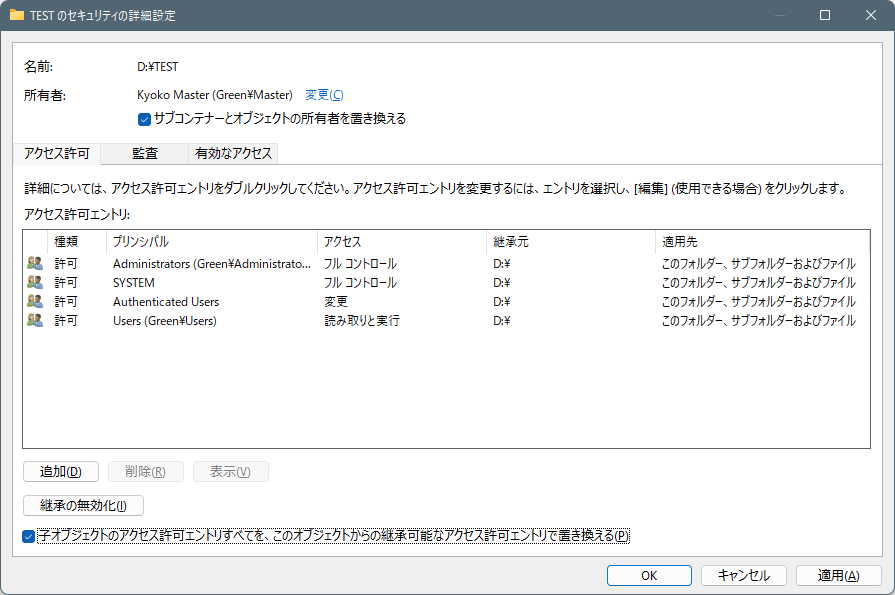 TEST のセキュリティの詳細設定
名前: D:¥TEST
所有者: Kyoko Master (Green¥Master) 変更(C)
サブコンテナーとオブジェクトの所有者を置き換える
アクセス許可 監査 有効なアクセス
詳細については、アクセス許可エントリをダブルクリックしてください。アクセス許可エントリを変更するには、エントリを選択し、[編集] (使用できる場合) をクリックします。
アクセス許可エントリ:
種類 プリンシパル アクセス 継承元 適用先
許可 Administrators (Green¥Administrato... フル コントロール D:¥ このフォルダー、サブフォルダーおよびファイル
許可 SYSTEM フル コントロール D:¥ このフォルダー、サブフォルダーおよびファイル
許可 Authenticated Users 変更 D:¥ このフォルダー、サブフォルダーおよびファイル
許可 Users (Green¥Users) 読み取りと実行 D:¥ このフォルダー、サブフォルダーおよびファイル
追加(D) 削除(R) 表示(V)
継承の無効化(I)
子オブジェクトのアクセス許可エントリすべてを、このオブジェクトからの継承可能なアクセス許可エントリで置き換える(P)
OK キャンセル 適用(A)